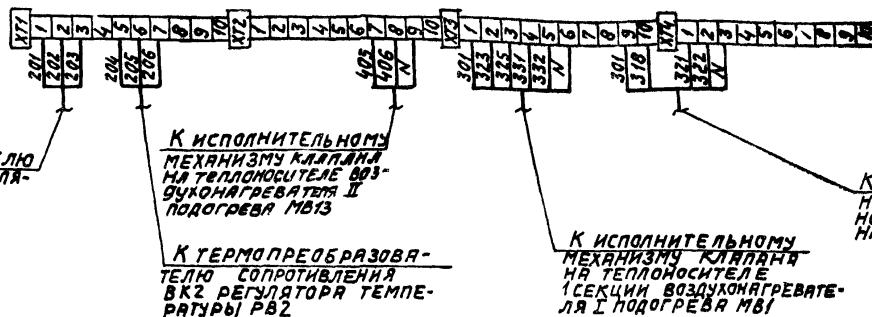 XT1 1 2 3 4 5 6 7 8 9 10 XT2 1 2 3 4 5 6 7 8 9 10 XT3 1 2 3 4 5 6 7 8 9 10 XT4 1 2 3 4 5 6 7 8 9 10
201 202 203 204 205 206 405 406 N 301 323 325 331 332 N 301 318 321 322 N
К ИСПОЛНИТЕЛЬНОМУ
МЕХАНИЗМУ КЛАПАНА
НА ТЕПЛОНОСИТЕЛЕ ВОЗ-
ДУХОНАГРЕВАТЕЛЯ II
ПОДОГРЕВА МВ13
К ТЕРМОПРЕОБРАЗОВА-
ТЕЛЮ СОПРОТИВЛЕНИЯ
ВК2 РЕГУЛЯТОРА ТЕМПЕ-
РАТУРЫ РВ2
К ИСПОЛНИТЕЛЬНОМУ
МЕХАНИЗМУ КЛАПАНА
НА ТЕПЛОНОСИТЕЛЕ
1 СЕКЦИИ ВОЗДУХОНАГРЕВАТЕ-
ЛЯ I ПОДОГРЕВА МВ1